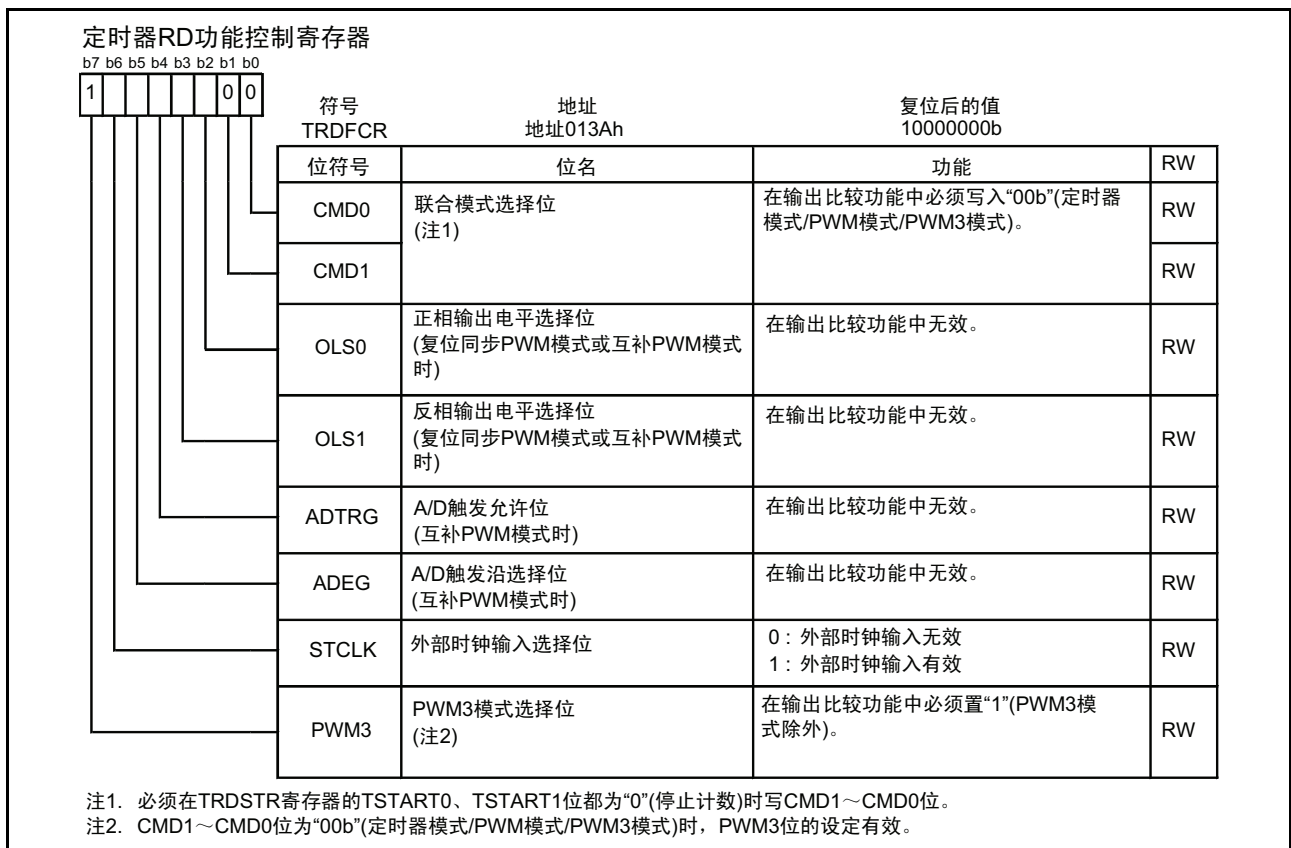 定时器RD功能控制寄存器
b7 b6 b5 b4 b3 b2 b1 b0
1 0 0
符号 地址 复位后的值
TRDFCR 地址013Ah 10000000b
位符号 位名 功能 RW
CMD0 联合模式选择位 在输出比较功能中必须写入“00b”(定时器 RW
(注1) 模式/PWM模式/PWM3模式)。
CMD1 RW
OLS0 正相输出电平选择位 在输出比较功能中无效。 RW
(复位同步PWM模式或互补PWM模式
时)
OLS1 反相输出电平选择位 在输出比较功能中无效。 RW
(复位同步PWM模式或互补PWM模式
时)
ADTRG A/D触发允许位 在输出比较功能中无效。 RW
(互补PWM模式时)
ADEG A/D触发沿选择位 在输出比较功能中无效。 RW
(互补PWM模式时)
STCLK 外部时钟输入选择位 0：外部时钟输入无效 RW
1：外部时钟输入有效
PWM3 PWM3模式选择位 在输出比较功能中必须置“1”(PWM3模 RW
(注2) 式除外)。
注1. 必须在TRDSTR寄存器的TSTART0、TSTART1位都为“0”(停止计数)时写CMD1～CMD0位。
注2. CMD1～CMD0位为“00b”(定时器模式/PWM模式/PWM3模式)时，PWM3位的设定有效。